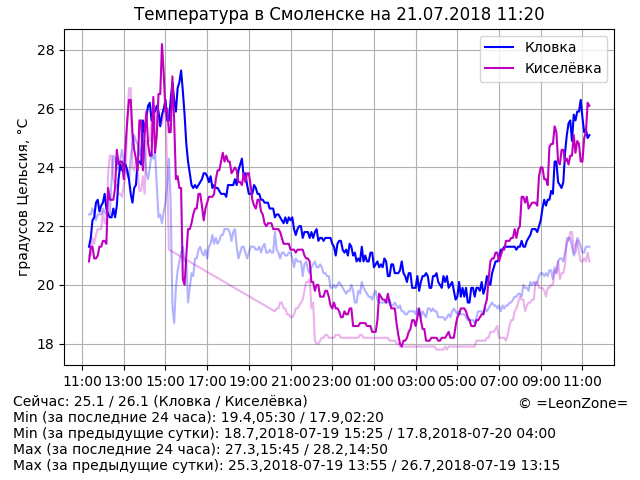 Температура в Смоленске на 21.07.2018 11:20
Кловка
Киселёвка
градусов Цельсия, °C
28
26
24
22
20
18
11:00 13:00 15:00 17:00 19:00 21:00 23:00 01:00 03:00 05:00 07:00 09:00 11:00
Сейчас: 25.1 / 26.1 (Кловка / Киселёвка)
© =LeonZone=
Min (за последние 24 часа): 19.4,05:30 / 17.9,02:20
Min (за предыдущие сутки): 18.7,2018-07-19 15:25 / 17.8,2018-07-20 04:00
Max (за последние 24 часа): 27.3,15:45 / 28.2,14:50
Max (за предыдущие сутки): 25.3,2018-07-19 13:55 / 26.7,2018-07-19 13:15